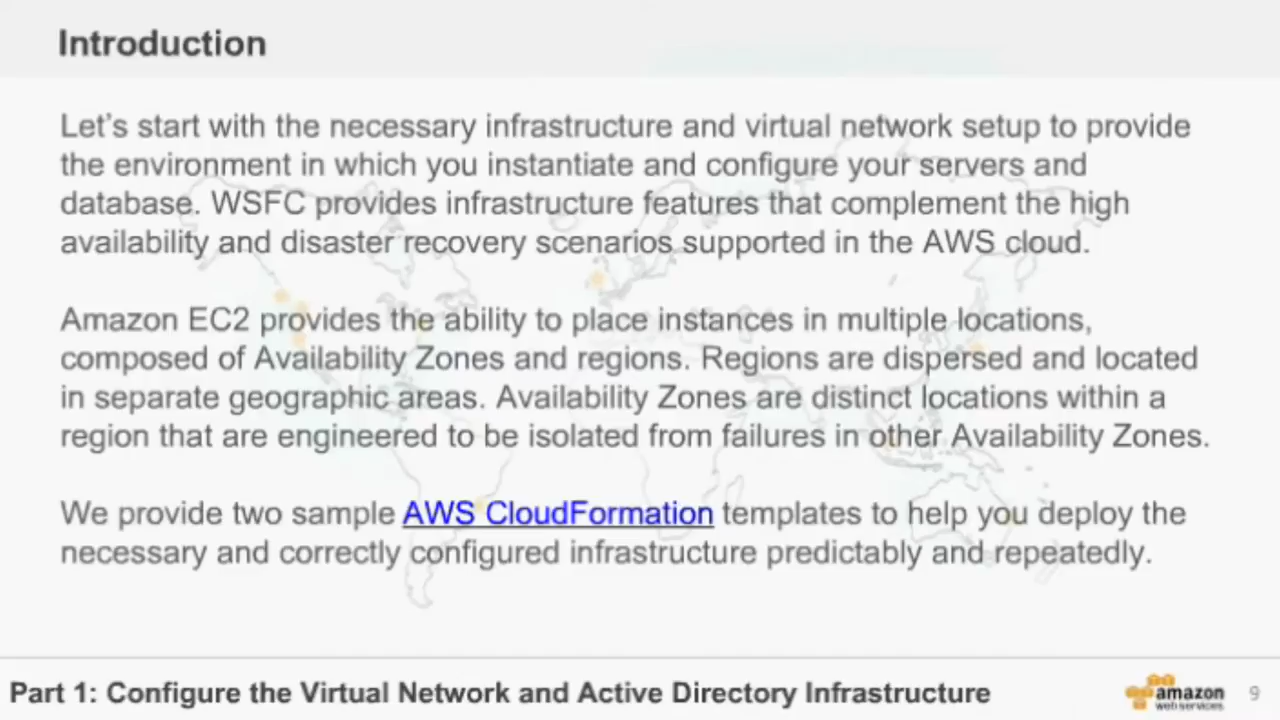 Introduction
Let's start with the necessary infrastructure and virtual network setup to provide
the environment in which you instantiate and configure your servers and
database. WSFC provides infrastructure features that complement the high
availability and disaster recovery scenarios supported in the AWS cloud.
Amazon EC2 provides the ability to place instances in multiple locations,
composed of Availability Zones and regions. Regions are dispersed and located
in separate geographic areas. Availability Zones are distinct locations within a
region that are engineered to be isolated from failures in other Availability Zones.
We provide two sample AWS CloudFormation templates to help you deploy the
necessary and correctly configured infrastructure predictably and repeatedly.
Part 1: Configure the Virtual Network and Active Directory Infrastructure
amazon
web services
9